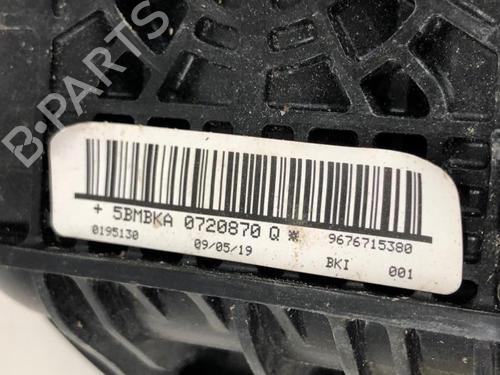 B-PARTS
+ 5BMBKA 0720870 Q * 9676715380
0195130 09/05/19 BKI 001